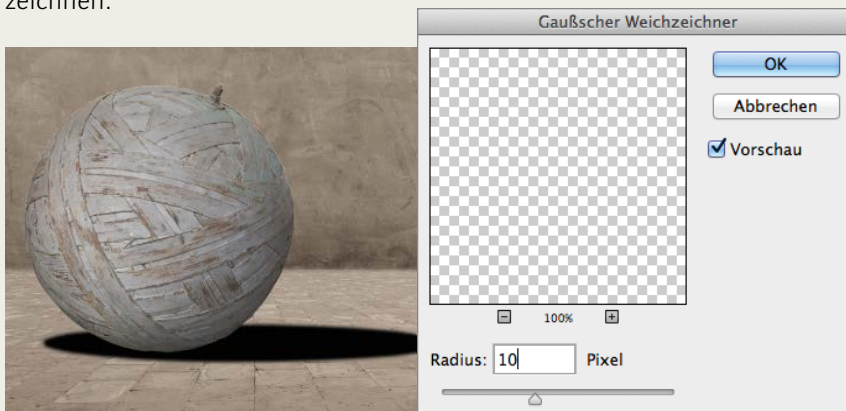 zeichnen.
Gaußscher Weichzeichner
OK
Abbrechen
Vorschau
100%
Radius: 10 Pixel